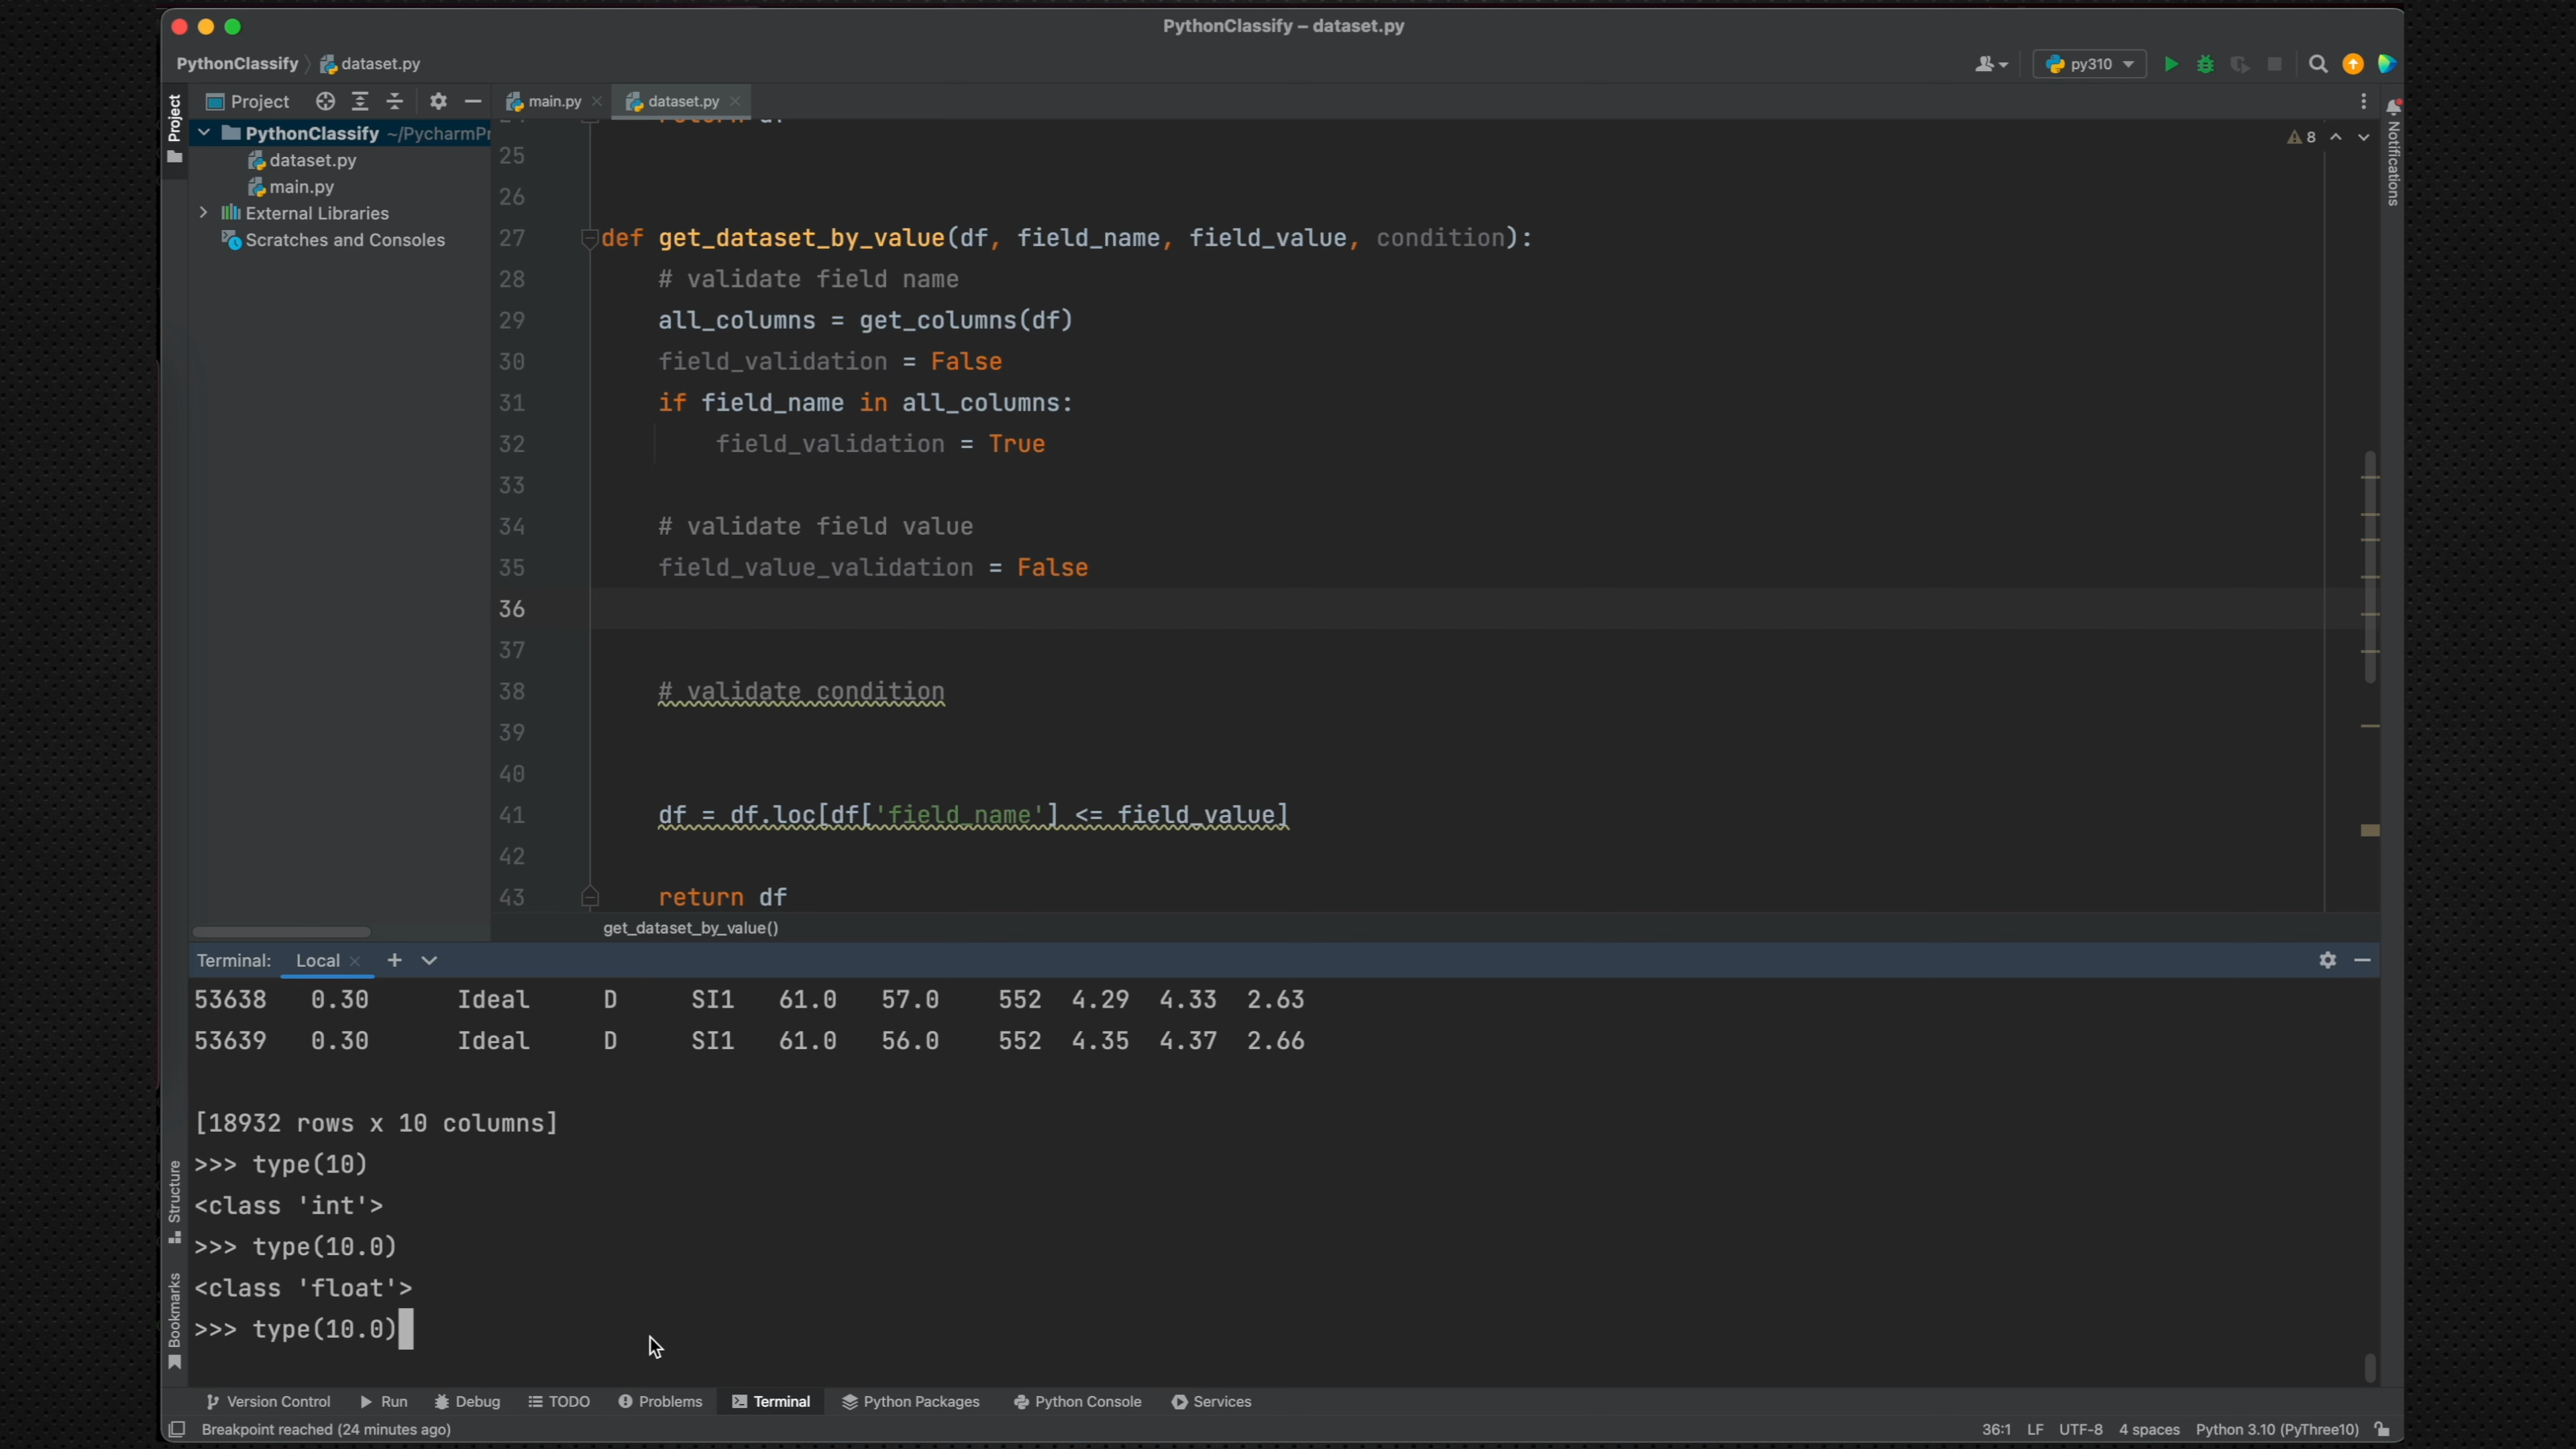 PythonClassify – dataset.py
PythonClassify dataset.py
py310
Project
Project
main.py
dataset.py
PythonClassify ~/PycharmPr
dataset.py
main.py
External Libraries
Scratches and Consoles
8
Notifications
25
26
27 def get_dataset_by_value(df, field_name, field_value, condition):
28 # validate field name
29 all_columns = get_columns(df)
30 field_validation = False
31 if field_name in all_columns:
32 field_validation = True
33
34 # validate field value
35 field_value_validation = False
36
37
38 # validate condition
39
40
41 df = df.loc[df['field_name'] <= field_value]
42
43 return df
get_dataset_by_value()
Terminal: Local
53638 0.30 Ideal D SI1 61.0 57.0 552 4.29 4.33 2.63
53639 0.30 Ideal D SI1 61.0 56.0 552 4.35 4.37 2.66
[18932 rows x 10 columns]
>>> type(10)
<class 'int'>
>>> type(10.0)
<class 'float'>
>>> type(10.0)
Structure
Bookmarks
Version Control Run Debug TODO Problems Terminal Python Packages Python Console Services
Breakpoint reached (24 minutes ago) 36:1 LF UTF-8 4 spaces Python 3.10 (PyThree10)